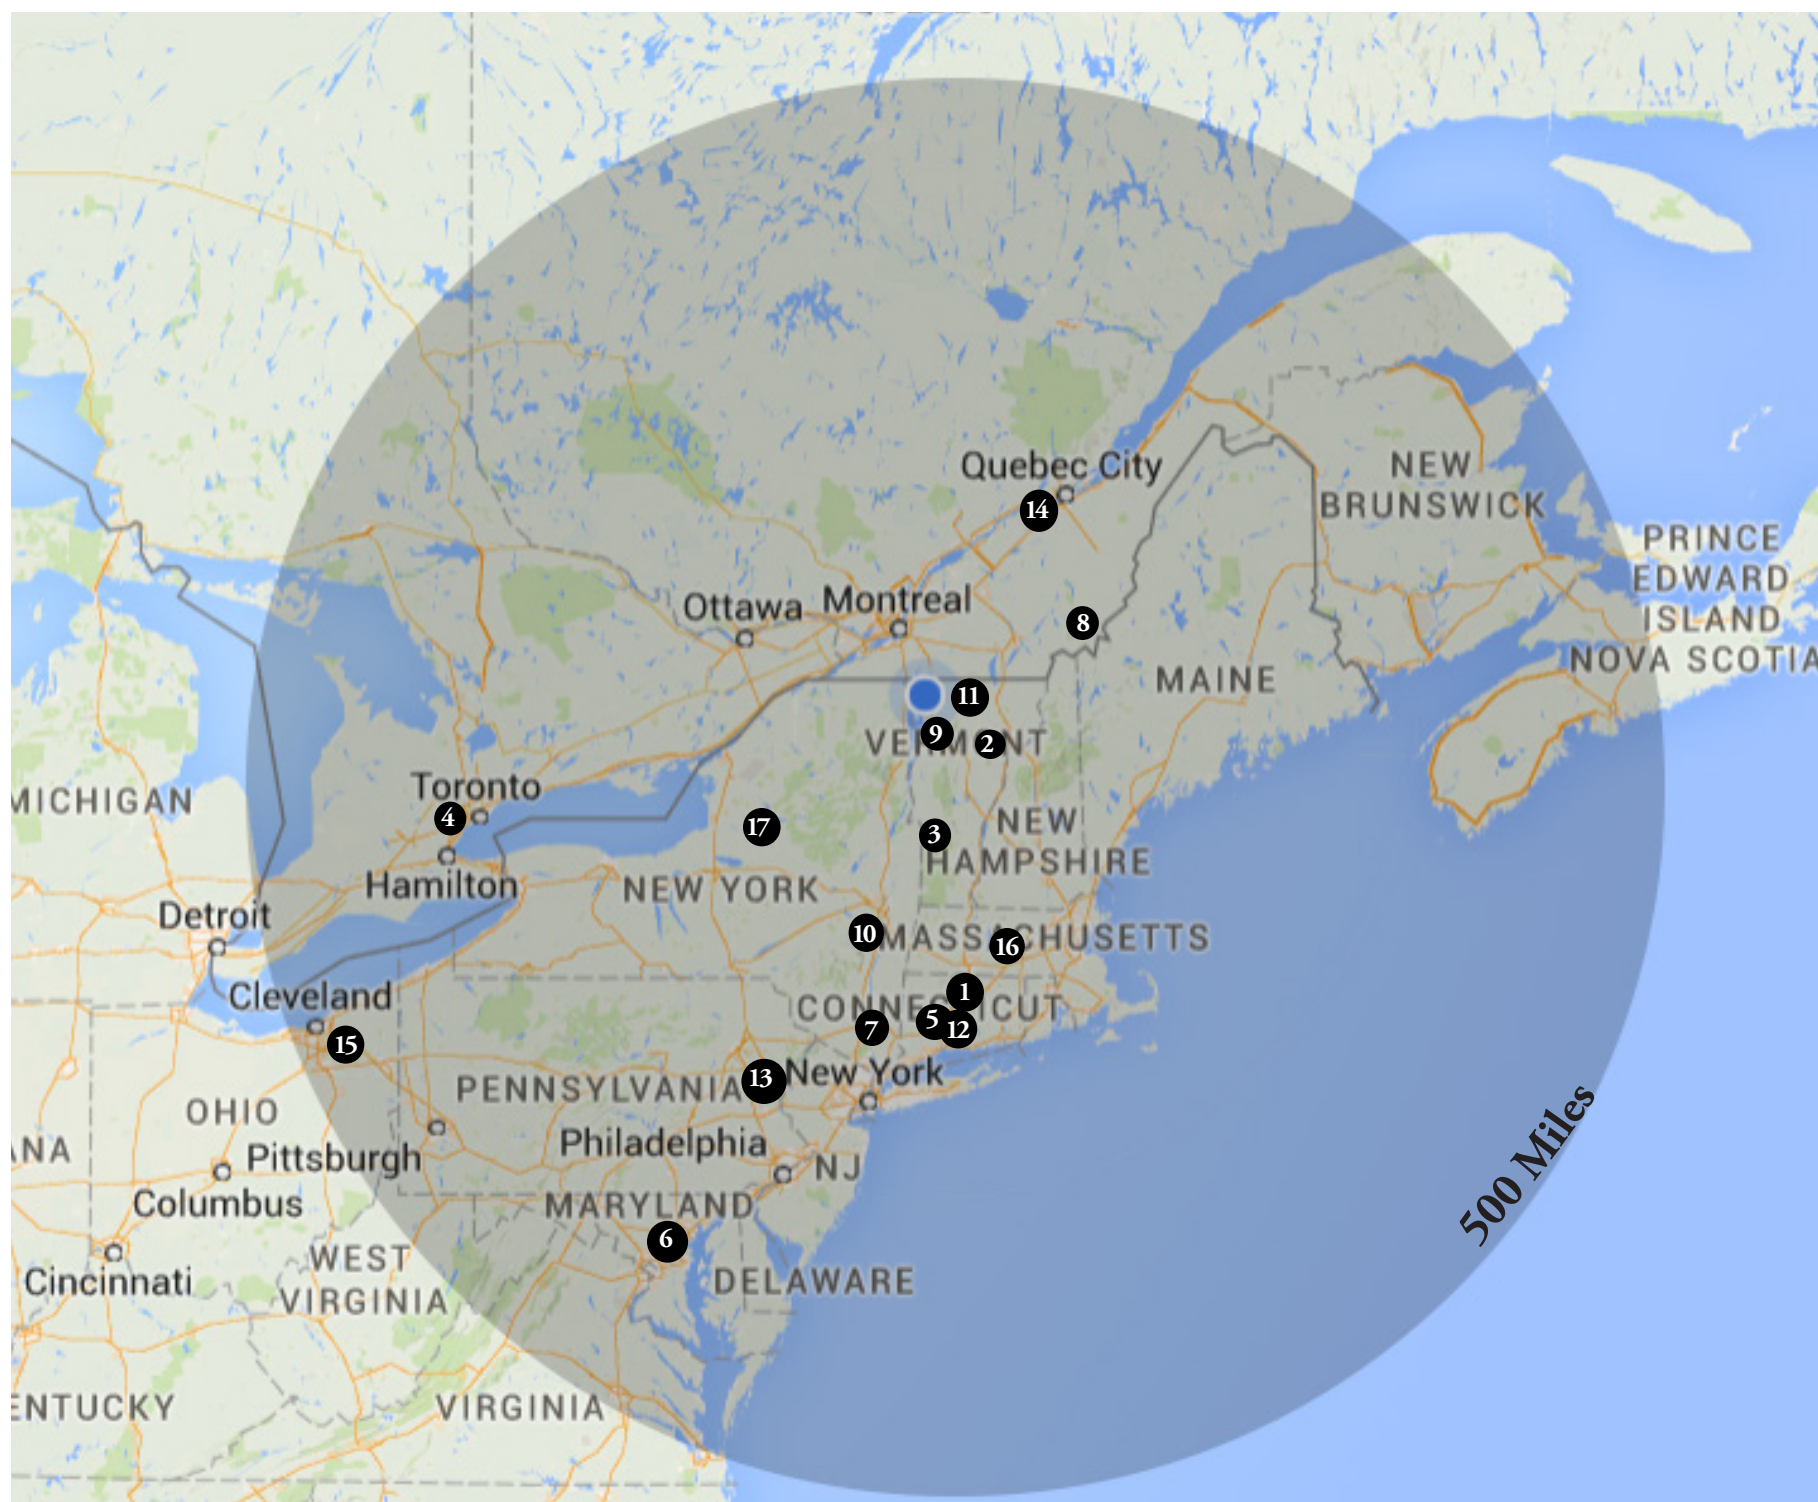 Quebec City
14
NEW
BRUNSWICK
PRINCE
EDWARD
ISLAND
NOVA SCOTIA
Ottawa
Montreal
8
MAINE
11
9
VERMONT
2
Toronto
4
MICHIGAN
17
3
NEW
HAMPSHIRE
Hamilton
NEW YORK
Detroit
10
MASSACHUSETTS
16
Cleveland
1
CONNECTICUT
5
12
7
15
New York
13
PENNSYLVANIA
OHIO
500 Miles
ANA
Pittsburgh
Philadelphia
NJ
Columbus
MARYLAND
6
WEST
VIRGINIA
Cincinnati
DELAWARE
ENTUCKY
VIRGINIA